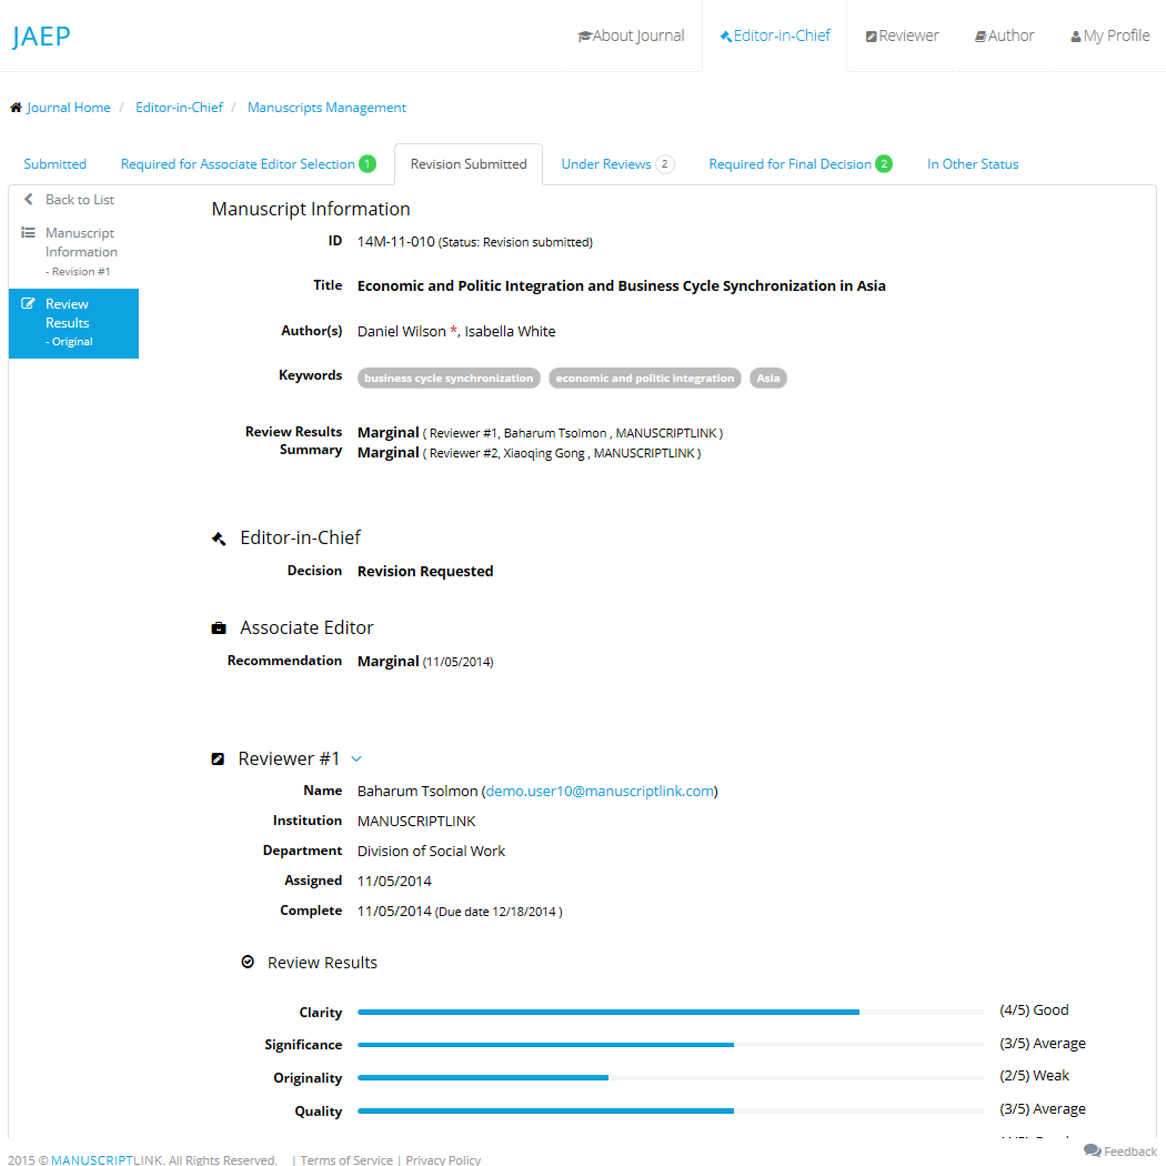 JAEP
About Journal
Editor-in-Chief
Reviewer
Author
My Profile
Journal Home / Editor-in-Chief / Manuscripts Management
Submitted
Required for Associate Editor Selection 1
Revision Submitted
Under Reviews 2
Required for Final Decision 2
In Other Status
Back to List
Manuscript
Information
- Revision #1
Review
Results
- Original
Manuscript Information
ID 14M-11-010 (Status: Revision submitted)
Title Economic and Politic Integration and Business Cycle Synchronization in Asia
Author(s) Daniel Wilson *, Isabella White
Keywords business cycle synchronization economic and politic integration Asia
Review Results Marginal ( Reviewer #1, Baharum Tsolmon , MANUSCRIPTLINK )
Summary Marginal ( Reviewer #2, Xiaoqing Gong , MANUSCRIPTLINK )
Editor-in-Chief
Decision Revision Requested
Associate Editor
Recommendation Marginal (11/05/2014)
Reviewer #1
Name Baharum Tsolmon (demo.user10@manuscriptlink.com)
Institution MANUSCRIPTLINK
Department Division of Social Work
Assigned 11/05/2014
Complete 11/05/2014 (Due date 12/18/2014 )
Review Results
Clarity (4/5) Good
Significance (3/5) Average
Originality (2/5) Weak
Quality (3/5) Average
2015 © MANUSCRIPTLINK. All Rights Reserved. | Terms of Service | Privacy Policy
Feedback